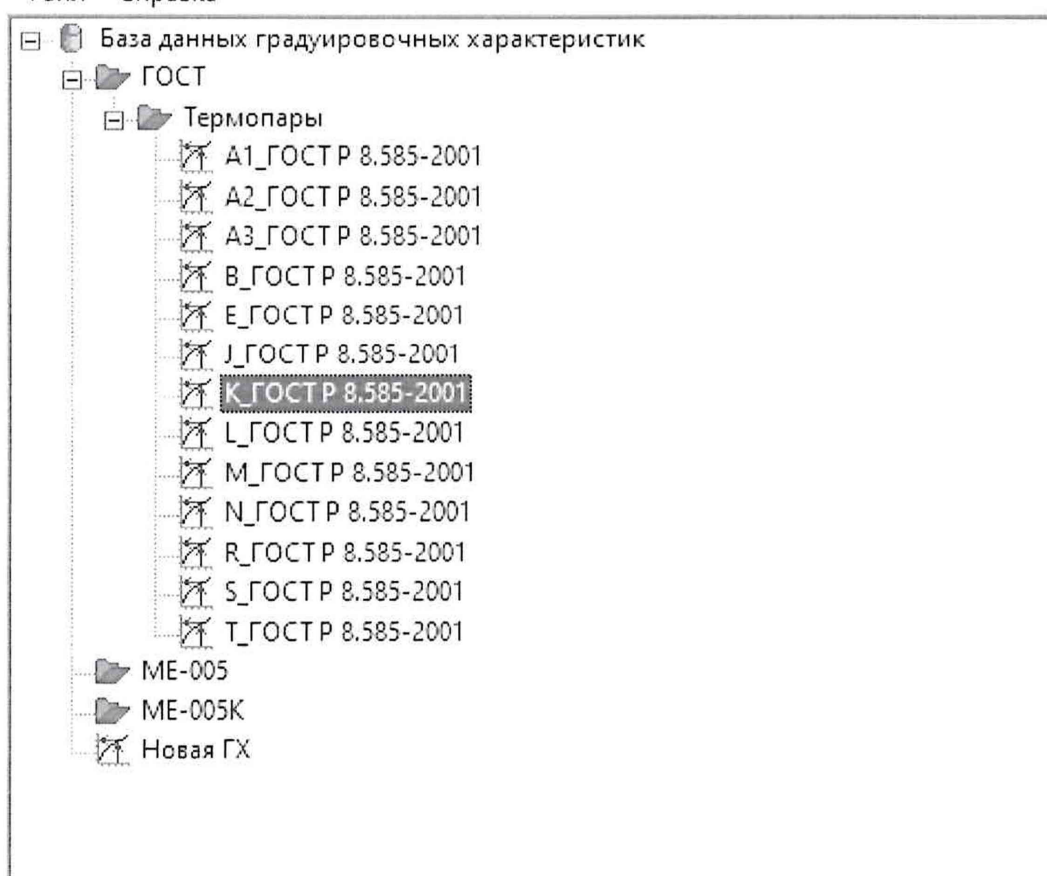 База данных градуировочных характеристик
ГОСТ
Термопары
A1_ГОСТ Р 8.585-2001
A2_ГОСТ Р 8.585-2001
A3_ГОСТ Р 8.585-2001
B_ГОСТ Р 8.585-2001
E_ГОСТ Р 8.585-2001
J_ГОСТ Р 8.585-2001
K_ГОСТ Р 8.585-2001
L_ГОСТ Р 8.585-2001
M_ГОСТ Р 8.585-2001
N_ГОСТ Р 8.585-2001
R_ГОСТ Р 8.585-2001
S_ГОСТ Р 8.585-2001
T_ГОСТ Р 8.585-2001
МЕ-005
МЕ-005К
Новая ГХ